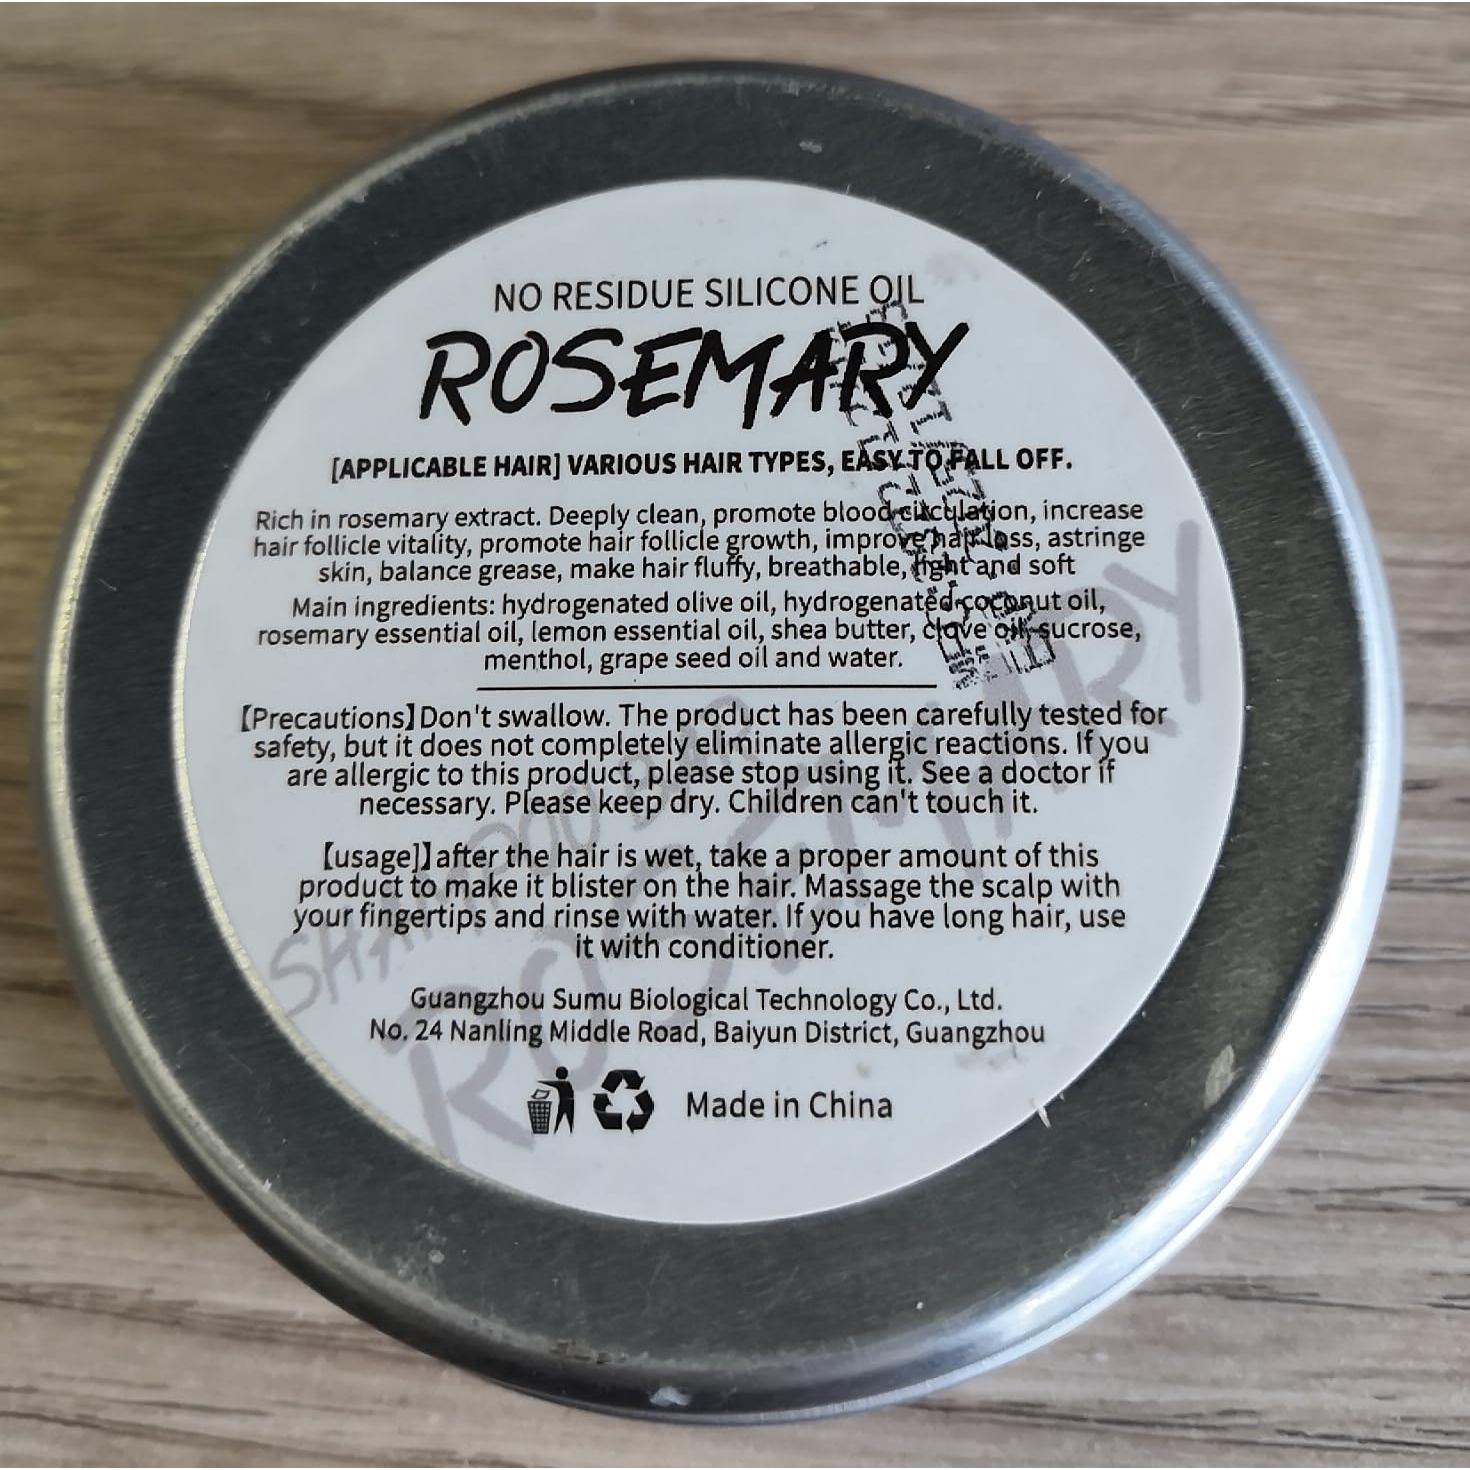 NO RESIDUE SILICONE OIL
ROSEMARY
[APPLICABLE HAIR] VARIOUS HAIR TYPES, EASY TO FALL OFF.
Rich in rosemary extract. Deeply clean, promote blood circulation, increase
hair follicle vitality, promote hair follicle growth, improve hair loss, astringe
skin, balance grease, make hair fluffy, breathable, light and soft
Main ingredients: hydrogenated olive oil, hydrogenated coconut oil,
rosemary essential oil, lemon essential oil, shea butter, clove oil, sucrose,
menthol, grape seed oil and water.
【Precautions】Don't swallow. The product has been carefully tested for
safety, but it does not completely eliminate allergic reactions. If you
are allergic to this product, please stop using it. See a doctor if
necessary. Please keep dry. Children can't touch it.
【usage]】after the hair is wet, take a proper amount of this
product to make it blister on the hair. Massage the scalp with
your fingertips and rinse with water. If you have long hair, use
it with conditioner.
Guangzhou Sumu Biological Technology Co., Ltd.
No. 24 Nanling Middle Road, Baiyun District, Guangzhou
Made in China
SHAMPOO BAR
ROSEMARY